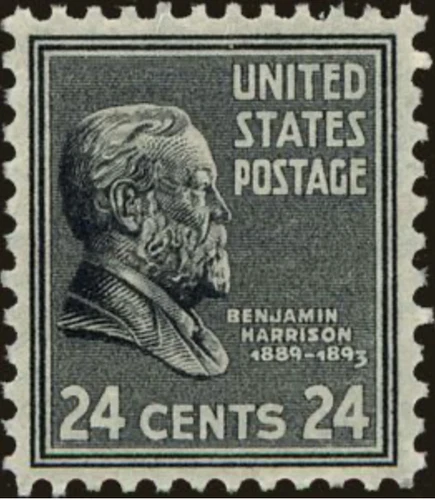 UNITED
STATES
POSTAGE
BENJAMIN
HARRISON
1889-1893
24 CENTS 24